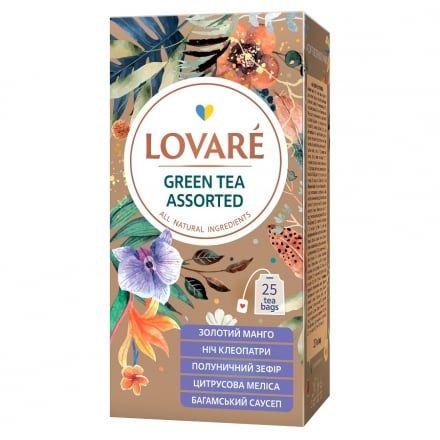 LOVARÉ
GREEN TEA
ASSORTED
ALL NATURAL INGREDIENTS
25
tea
bags
ЗОЛОТИЙ МАНГО
НІЧ КЛЕОПАТРИ
ПОЛУНИЧНИЙ ЗЕФІР
ЦИТРУСОВА МЕЛІСА
БАГАМСЬКИЙ САУСЕП